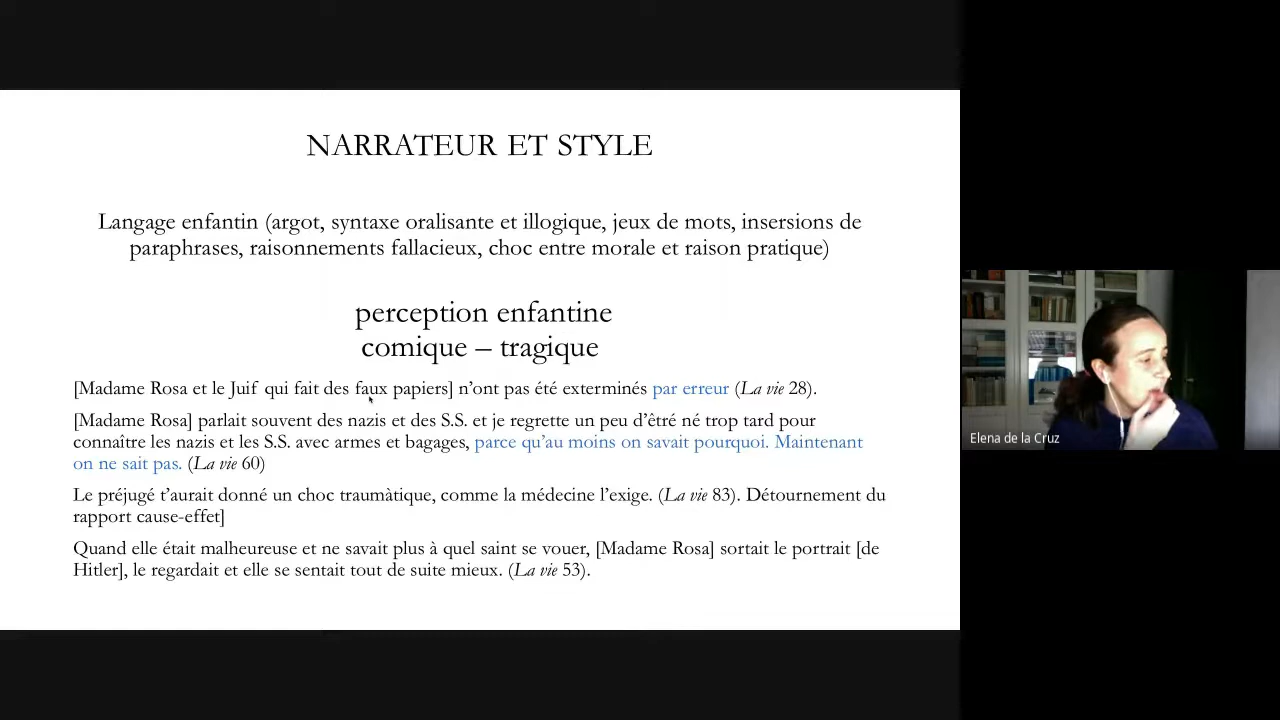 NARRATEUR ET STYLE
Langage enfantin (argot, syntaxe oralisante et illogique, jeux de mots, insersions de
paraphrases, raisonnements fallacieux, choc entre morale et raison pratique)
perception enfantine
comique – tragique
[Madame Rosa et le Juif qui fait des faux papiers] n’ont pas été exterminés par erreur (La vie 28).
[Madame Rosa] parlait souvent des nazis et des S.S. et je regrette un peu d’êtré né trop tard pour
connaître les nazis et les S.S. avec armes et bagages, parce qu’au moins on savait pourquoi. Maintenant
on ne sait pas. (La vie 60)
Le préjugé t’aurait donné un choc traumàtique, comme la médecine l’exige. (La vie 83). Détournement du
rapport cause-effet]
Quand elle était malheureuse et ne savait plus à quel saint se vouer, [Madame Rosa] sortait le portrait [de
Hitler], le regardait et elle se sentait tout de suite mieux. (La vie 53).
Elena de la Cruz